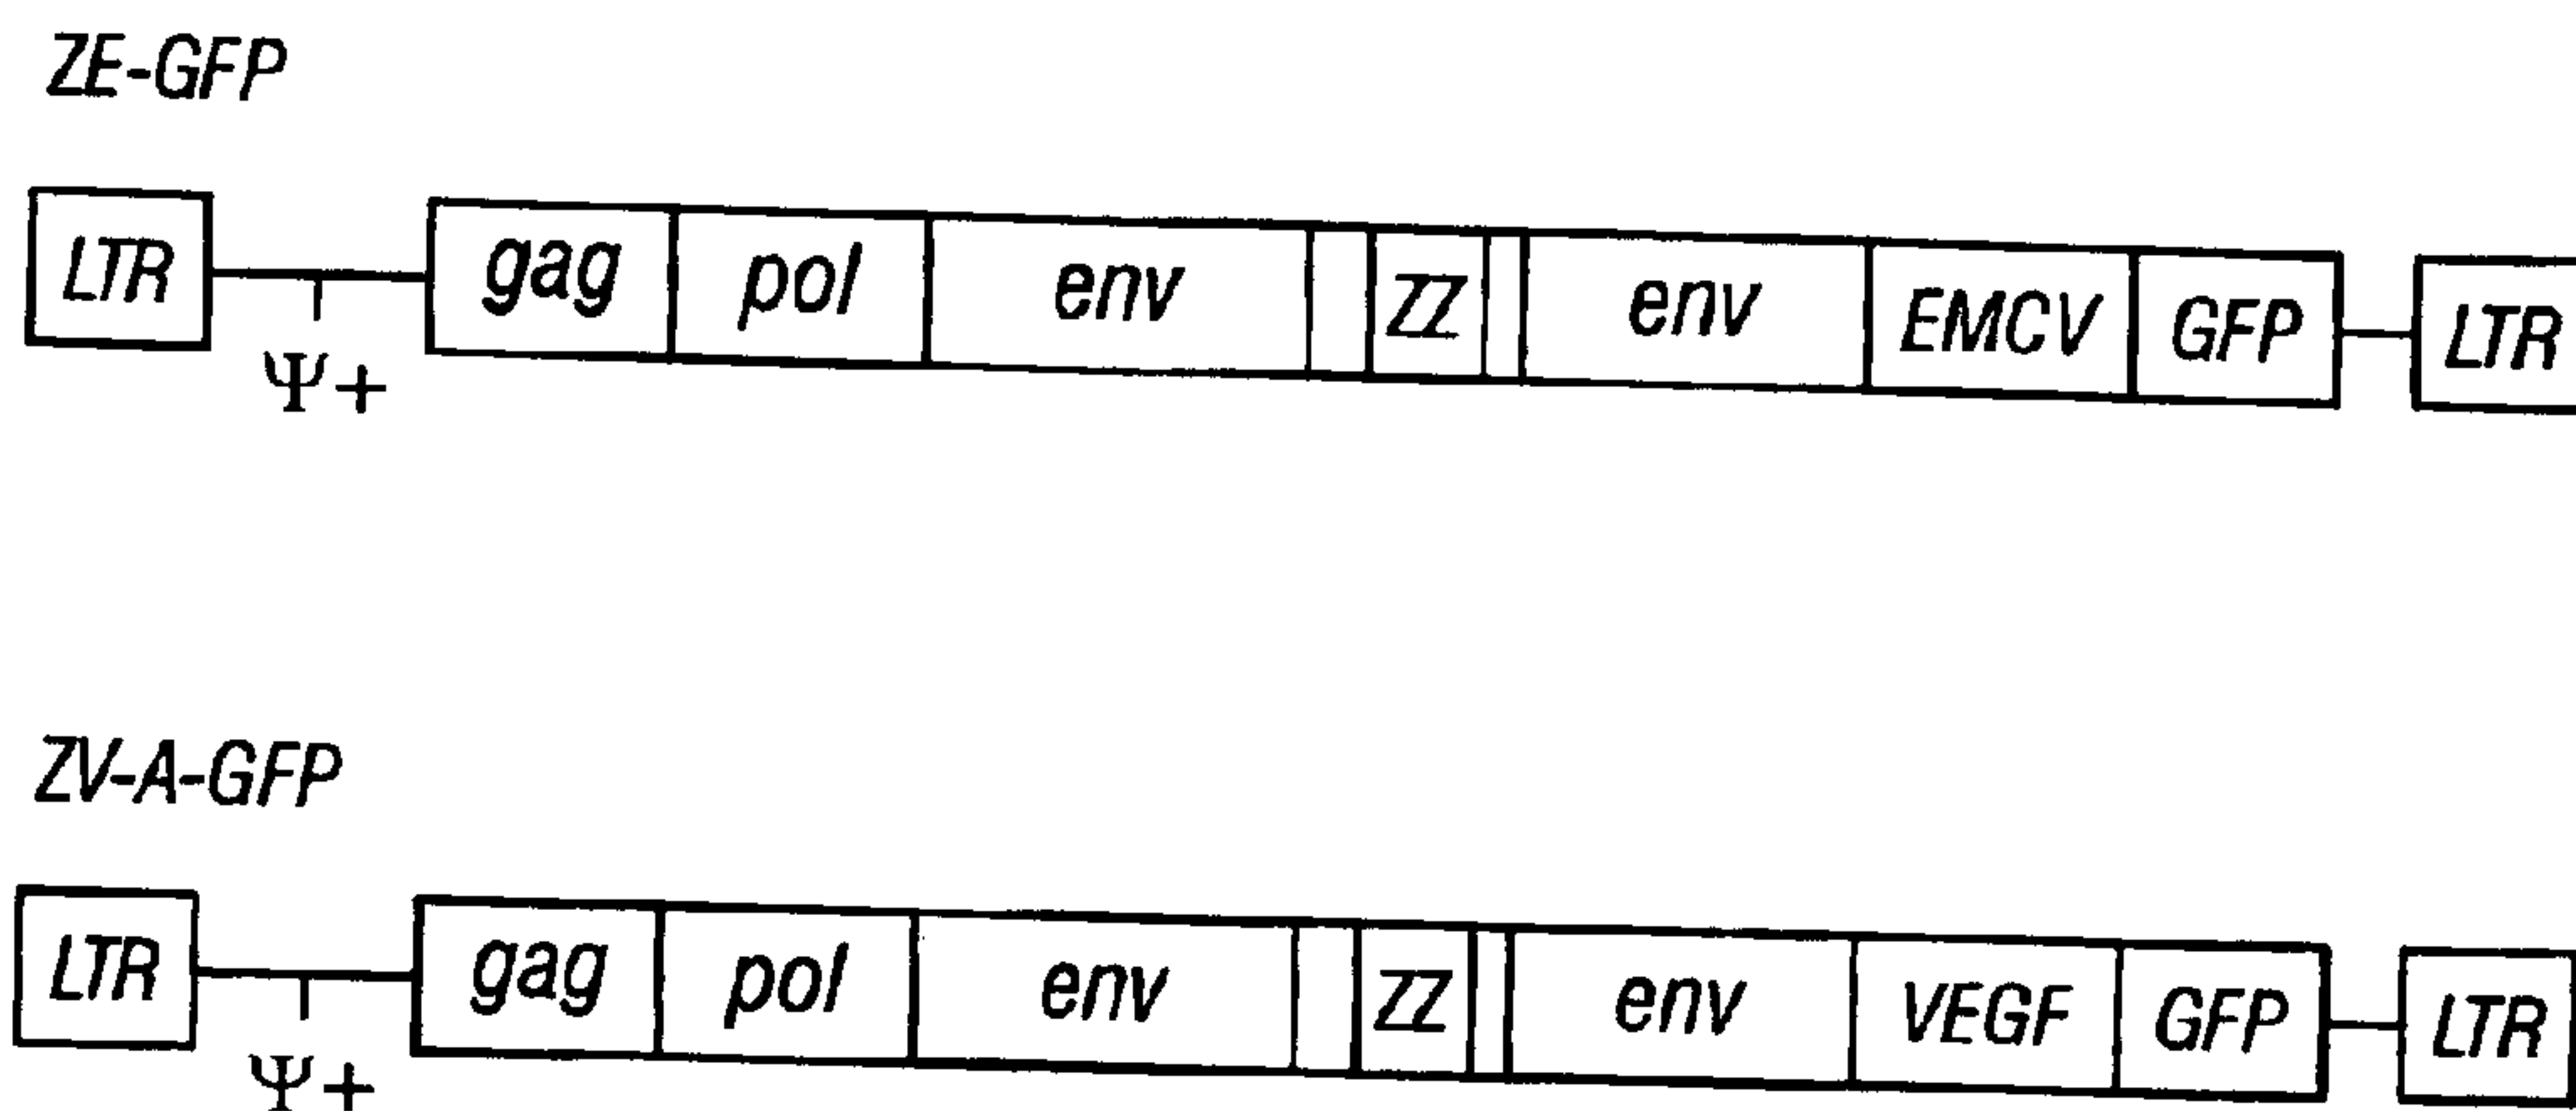 ZE-GFP
LTR gag pol env ZZ env EMCV GFP LTR
Ψ+
ZV-A-GFP
LTR gag pol env ZZ env VEGF GFP LTR
Ψ+